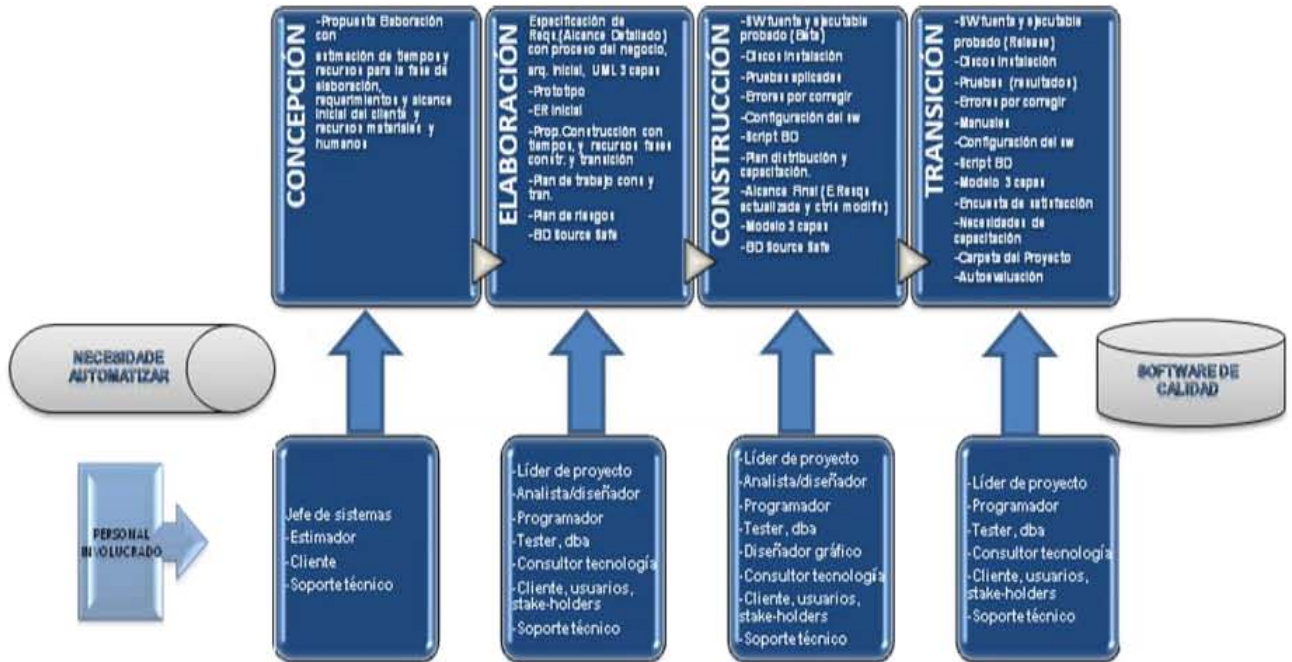 CONCEPCIÓN
-Propuesta Elaboración
con
estimación de tiempos y
recursos para la fase de
elaboración,
requerimientos y alcance
inicial del cliente y
recursos materiales y
humanos
ELABORACIÓN
Especificación de
Reqs.(Alcance Detallado)
con proceso del negocio,
arq. Inicial, UML 3 capas
-Prototipo
-ER Inicial
-Prop.Construcción con
tiempos, y recursos fases
constr. y transición
-Plan de trabajo cons y
tran.
-Plan de riesgos
-BD Source Safe
CONSTRUCCIÓN
-SW fuente y ejecutable
probado (Beta)
-Discos Instalación
-Pruebas aplicadas
-Errores por corregir
-Configuración del sw
-Script BD
-Plan distribución y
capacitación.
-Alcance Final (E.Reqs
actualizada y ctrls modifs)
-Modelo 3 capas
-BD Source Safe
TRANSICIÓN
-SW fuente y ejecutable
probado (Release)
-Discos Instalación
-Pruebas (resultados)
-Errores por corregir
-Manuales
-Configuración del sw
-Script BD
-Modelo 3 capas
-Encuesta de satisfacción
-Necesidades de
capacitación
-Carpeta del Proyecto
-Autoevaluación
NECESIDADE
AUTOMATIZAR
SOFTWARE DE
CALIDAD
PERSONAL
INVOLUCRADO
Jefe de sistemas
-Estimador
-Cliente
-Soporte técnico
-Líder de proyecto
-Analista/diseñador
-Programador
-Tester, dba
-Consultor tecnología
-Cliente, usuarios,
stake-holders
-Soporte técnico
-Líder de proyecto
-Analista/diseñador
-Programador
-Tester, dba
-Diseñador gráfico
-Consultor tecnología
-Cliente, usuarios,
stake-holders
-Soporte técnico
-Líder de proyecto
-Programador
-Tester, dba
-Consultor tecnología
-Cliente, usuarios,
stake-holders
-Soporte técnico